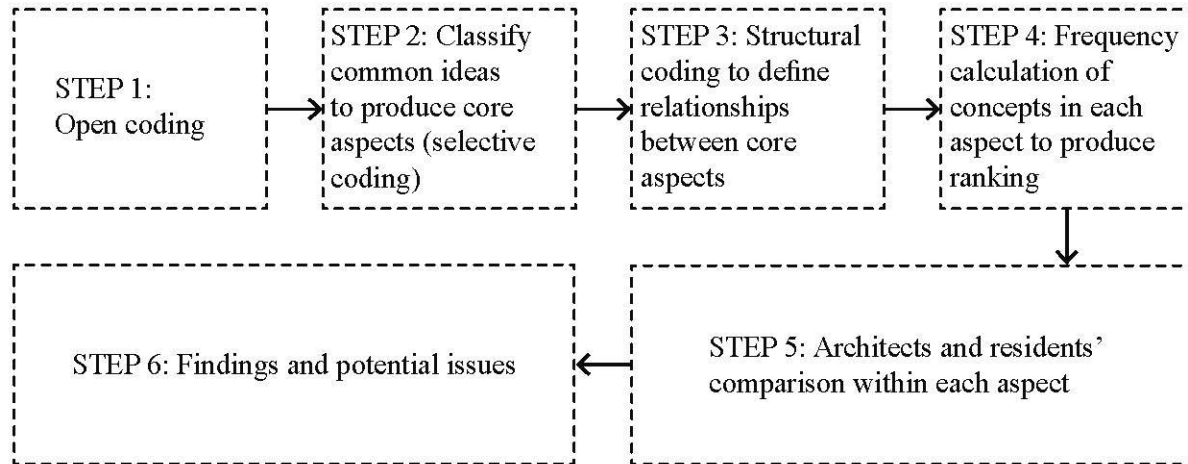 STEP 1:
Open coding
STEP 2: Classify
common ideas
to produce core
aspects (selective
coding)
STEP 3: Structural
coding to define
relationships
between core
aspects
STEP 4: Frequency
calculation of
concepts in each
aspect to produce
ranking
STEP 5: Architects and residents’
comparison within each aspect
STEP 6: Findings and potential issues